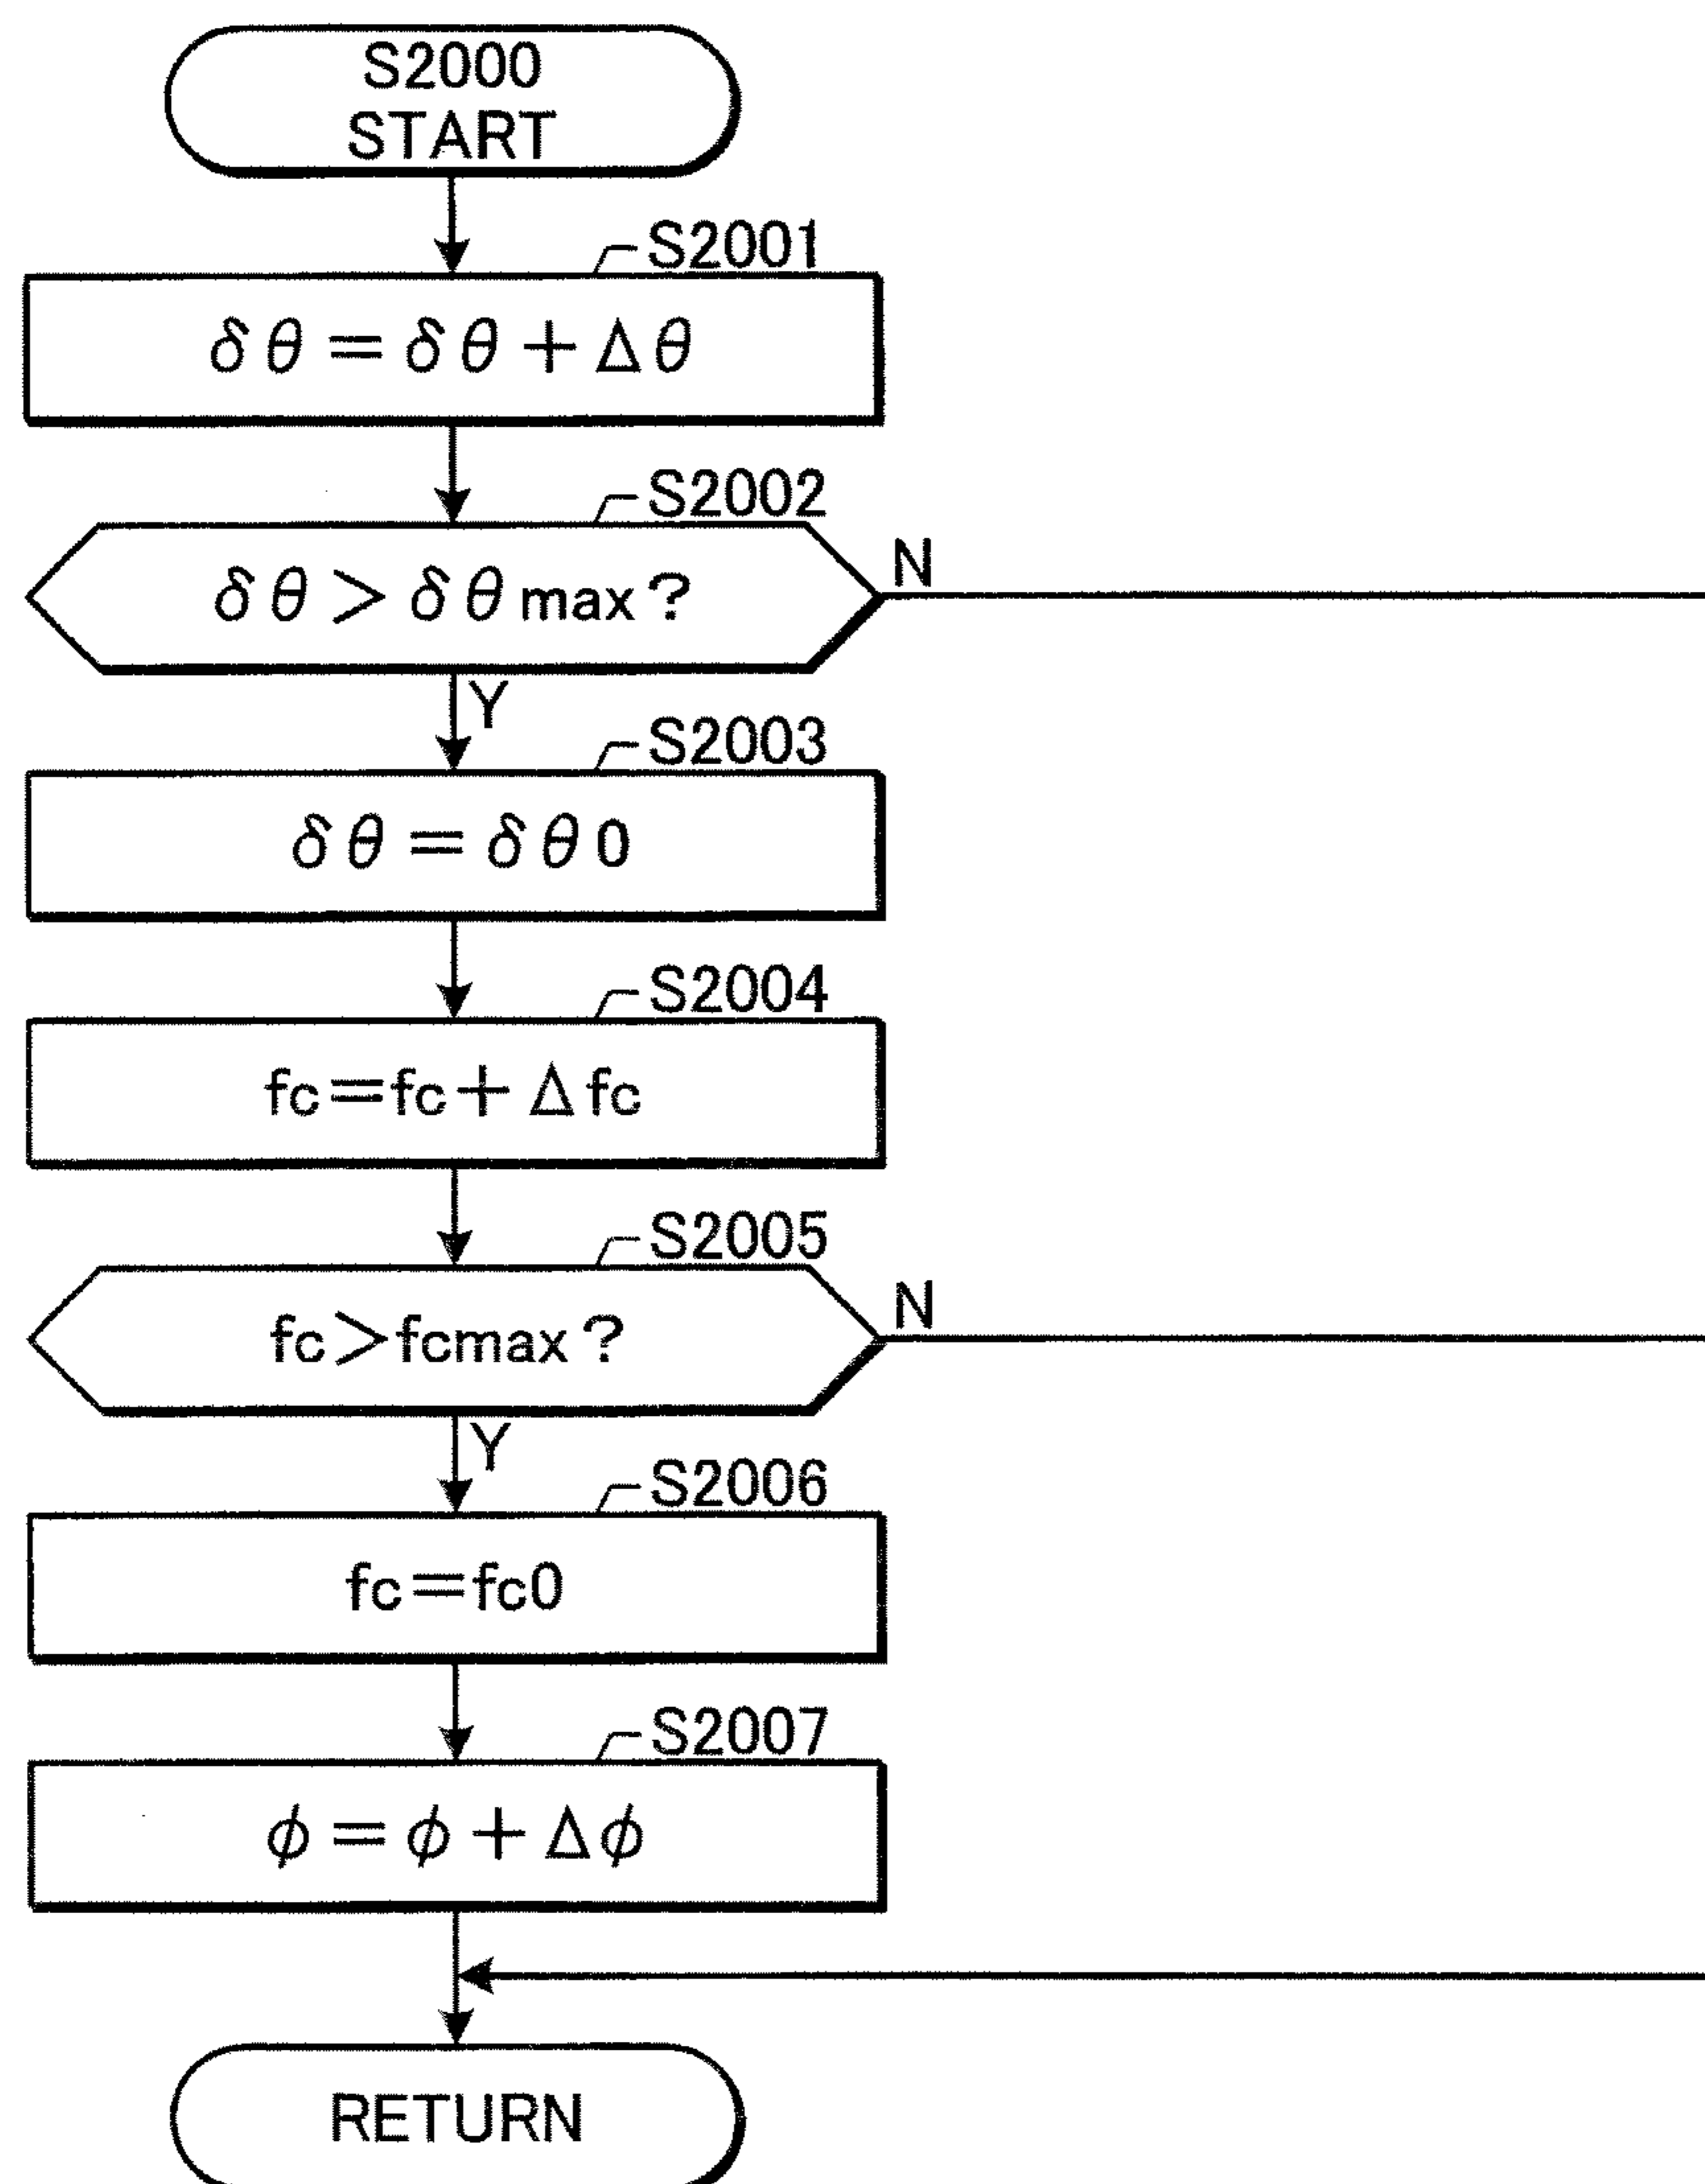 S2000
START
S2001
δθ=δθ+Δθ
S2002
δθ>δθmax?
N
Y
S2003
δθ=δθ0
S2004
fc=fc+Δfc
S2005
fc>fcmax?
N
Y
S2006
fc=fc0
S2007
ϕ=ϕ+Δϕ
RETURN